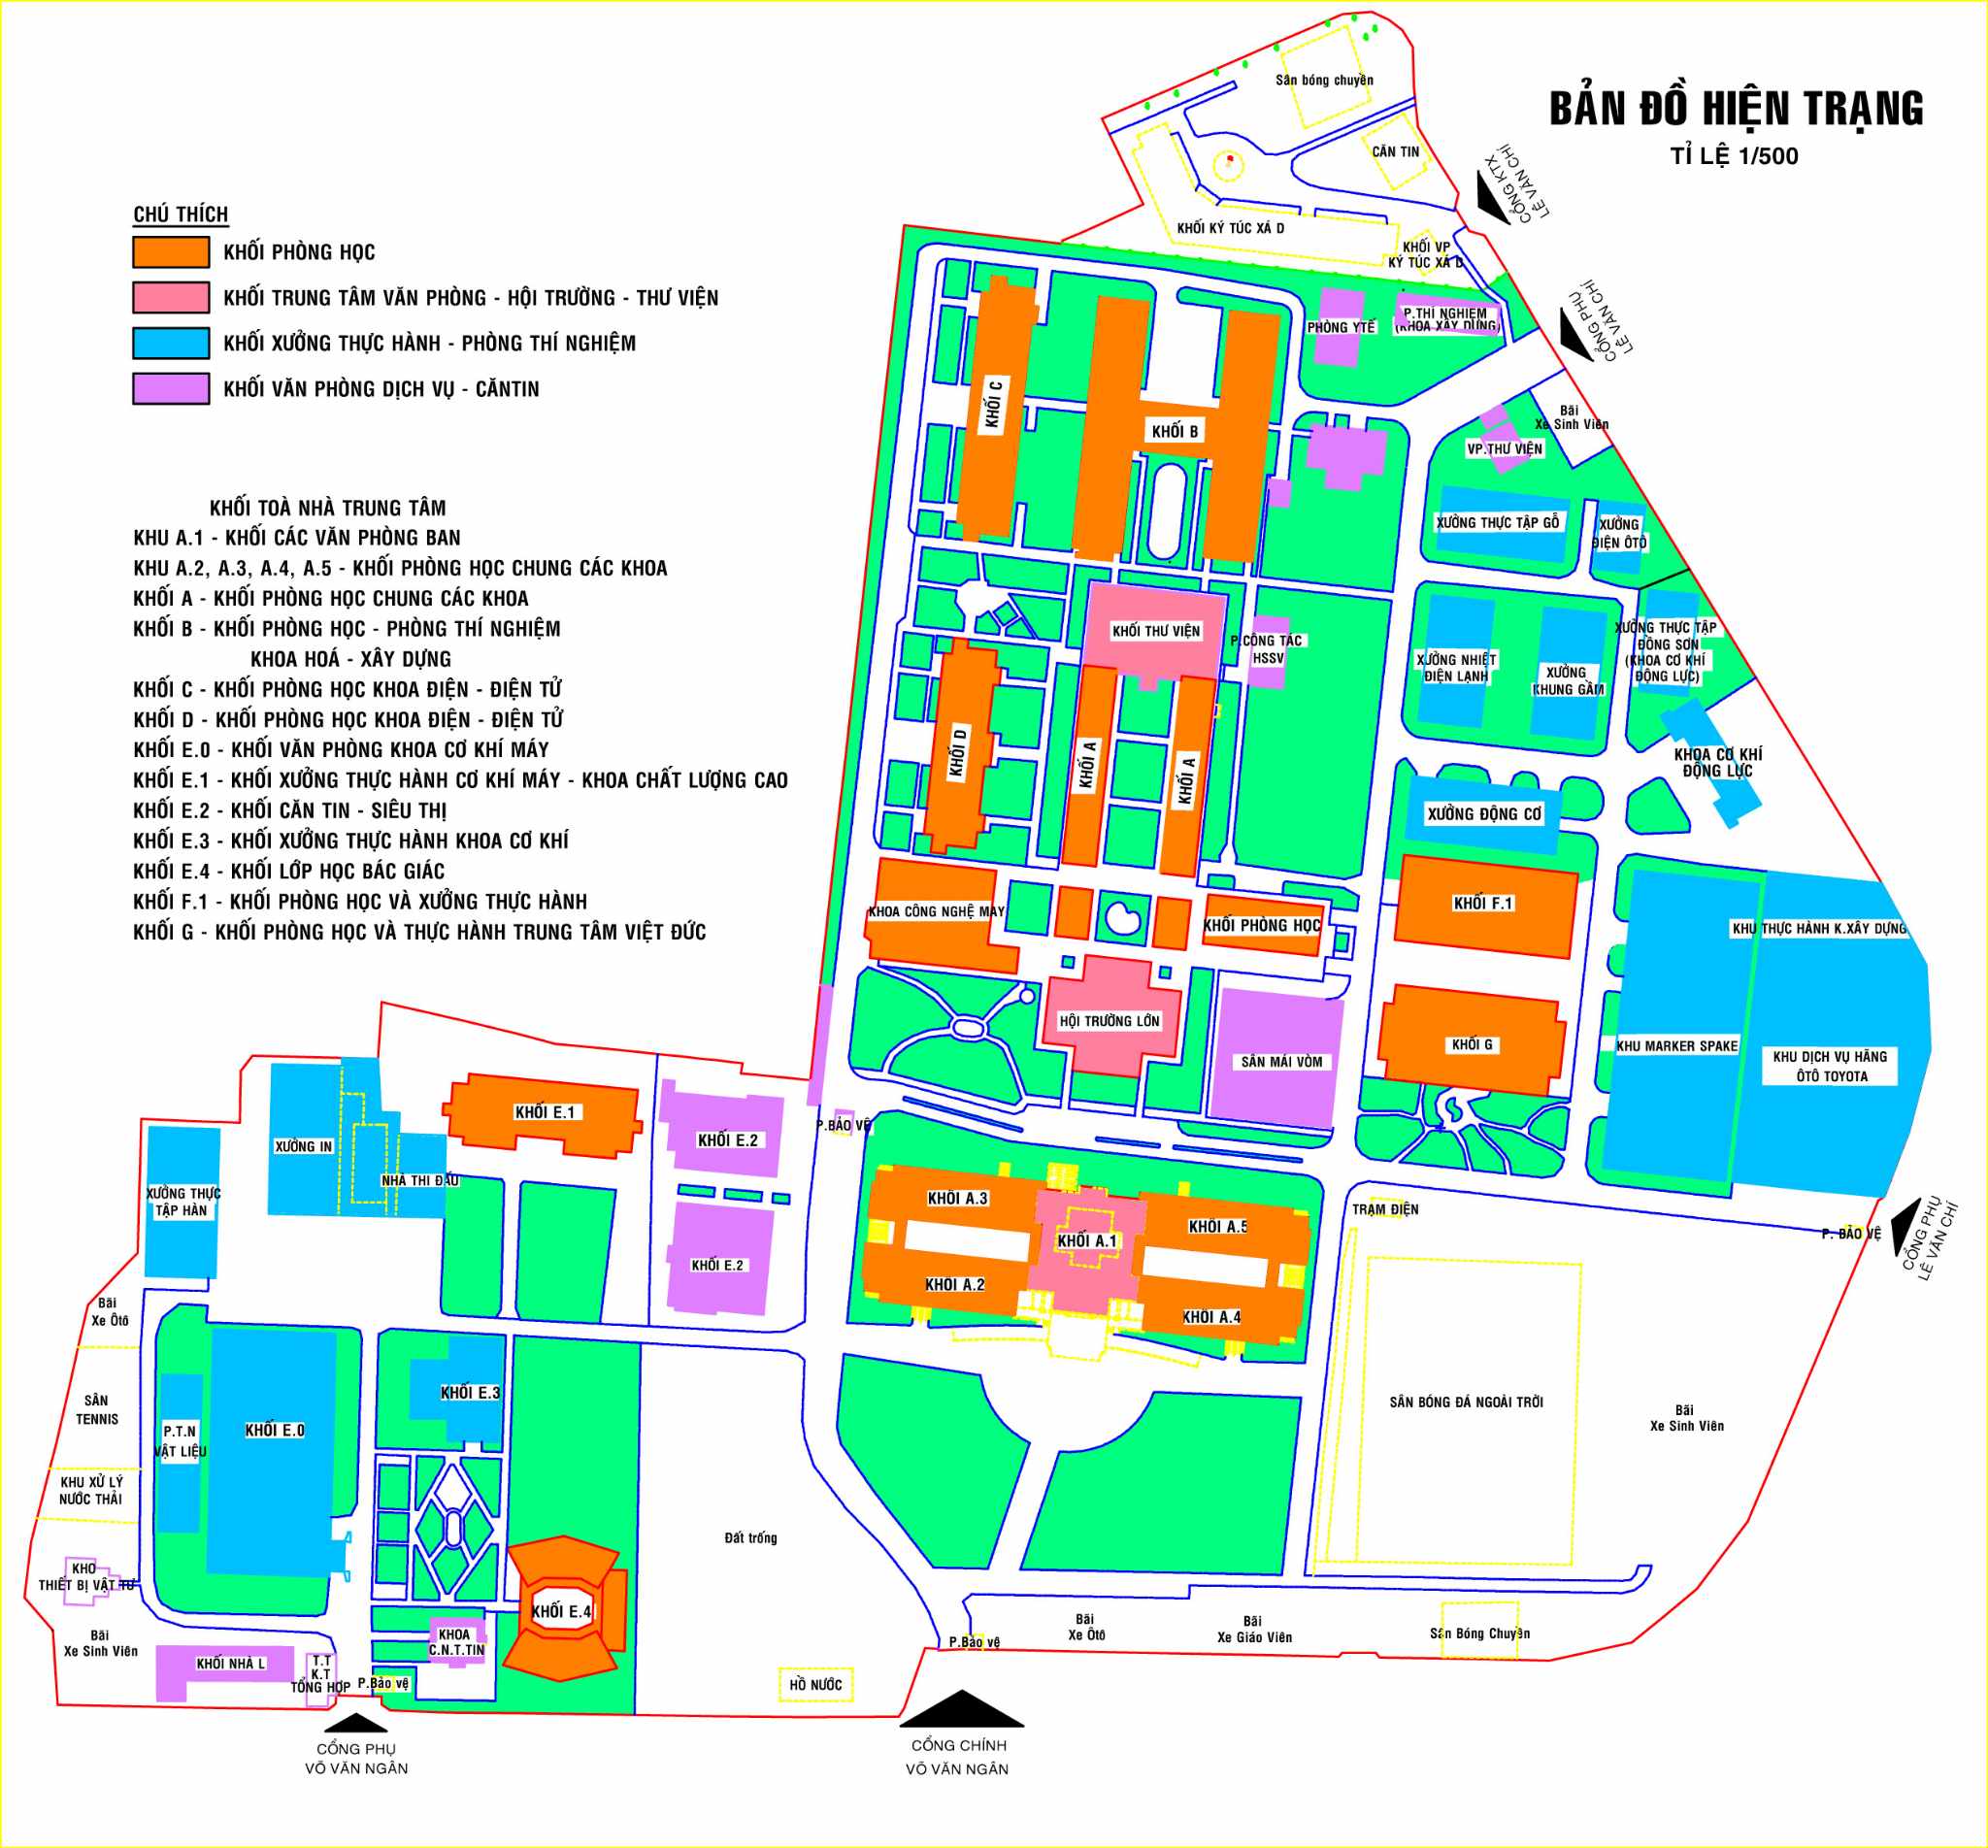 BẢN ĐỒ HIỆN TRẠNG
TỈ LỆ 1/500
CHÚ THÍCH
KHỐI PHÒNG HỌC
KHỐI TRUNG TÂM VĂN PHÒNG - HỘI TRƯỜNG - THƯ VIỆN
KHỐI XƯỞNG THỰC HÀNH - PHÒNG THÍ NGHIỆM
KHỐI VĂN PHÒNG DỊCH VỤ - CĂNTIN
KHỐI TOÀ NHÀ TRUNG TÂM
KHU A.1 - KHỐI CÁC VĂN PHÒNG BAN
KHU A.2, A.3, A.4, A.5 - KHỐI PHÒNG HỌC CHUNG CÁC KHOA
KHỐI A - KHỐI PHÒNG HỌC CHUNG CÁC KHOA
KHỐI B - KHỐI PHÒNG HỌC - PHÒNG THÍ NGHIỆM
KHOA HOÁ - XÂY DỰNG
KHỐI C - KHỐI PHÒNG HỌC KHOA ĐIỆN - ĐIỆN TỬ
KHỐI D - KHỐI PHÒNG HỌC KHOA ĐIỆN - ĐIỆN TỬ
KHỐI E.0 - KHỐI VĂN PHÒNG KHOA CƠ KHÍ MÁY
KHỐI E.1 - KHỐI XƯỞNG THỰC HÀNH CƠ KHÍ MÁY - KHOA CHẤT LƯỢNG CAO
KHỐI E.2 - KHỐI CĂN TIN - SIÊU THỊ
KHỐI E.3 - KHỐI XƯỞNG THỰC HÀNH KHOA CƠ KHÍ
KHỐI E.4 - KHỐI LỚP HỌC BÁC GIÁC
KHỐI F.1 - KHỐI PHÒNG HỌC VÀ XƯỞNG THỰC HÀNH
KHỐI G - KHỐI PHÒNG HỌC VÀ THỰC HÀNH TRUNG TÂM VIỆT ĐỨC
Sân bóng chuyền
CĂN TIN
CỔNG KTX
LÊ VĂN CHÍ
KHỐI KÝ TÚC XÁ D
KHỐI VP
KÝ TÚC XÁ D
CỔNG PHỤ
LÊ VĂN CHÍ
PHÒNG YTẾ
P.THÍ NGHIỆM
(KHOA XÂY DỰNG)
KHỐI C
KHỐI B
Bãi
Xe Sinh Viên
VP.THƯ VIỆN
XƯỞNG THỰC TẬP GỖ
XƯỞNG
ĐIỆN ÔTÔ
KHỐI THƯ VIỆN
P.CÔNG TÁC
HSSV
XƯỞNG NHIỆT
ĐIỆN LẠNH
XƯỞNG
KHUNG GẦM
XƯỞNG THỰC TẬP
ĐỒNG SƠN
(KHOA CƠ KHÍ
ĐỘNG LỰC)
KHỐI D
KHỐI A
KHỐI A
KHOA CƠ KHÍ
ĐỘNG LỰC
XƯỞNG ĐỘNG CƠ
KHOA CÔNG NGHỆ MAY
KHỐI PHÒNG HỌC
KHỐI F.1
KHU THỰC HÀNH K.XÂY DỰNG
HỘI TRƯỜNG LỚN
SÂN MÁI VÒM
KHỐI G
KHU MARKER SPAKE
KHU DỊCH VỤ HÃNG
ÔTÔ TOYOTA
KHỐI E.1
XƯỞNG IN
NHÀ THI ĐẤU
XƯỞNG THỰC
TẬP HÀN
KHỐI E.2
P.BẢO VỆ
KHỐI E.2
KHỐI A.3
KHỐI A.5
KHỐI A.1
KHỐI A.2
KHỐI A.4
TRẠM ĐIỆN
P. BẢO VỆ
CỔNG PHỤ
LÊ VĂN CHÍ
Bãi
Xe Ôtô
SÂN
TENNIS
P.T.N
VẬT LIỆU
KHỐI E.0
KHỐI E.3
SÂN BÓNG ĐÁ NGOÀI TRỜI
Bãi
Xe Sinh Viên
KHU XỬ LÝ
NƯỚC THẢI
Đất trống
KHO
THIẾT BỊ VẬT TƯ
KHỐI E.4
KHOA
C.N.T.TIN
Bãi
Xe Sinh Viên
KHỐI NHÀ L
T.T
K.T
TỔNG HỢP
P.Bảo vệ
HỒ NƯỚC
P.Bảo vệ
Bãi
Xe Ôtô
Bãi
Xe Giáo Viên
Sân Bóng Chuyền
CỔNG PHỤ
VÕ VĂN NGÂN
CỔNG CHÍNH
VÕ VĂN NGÂN